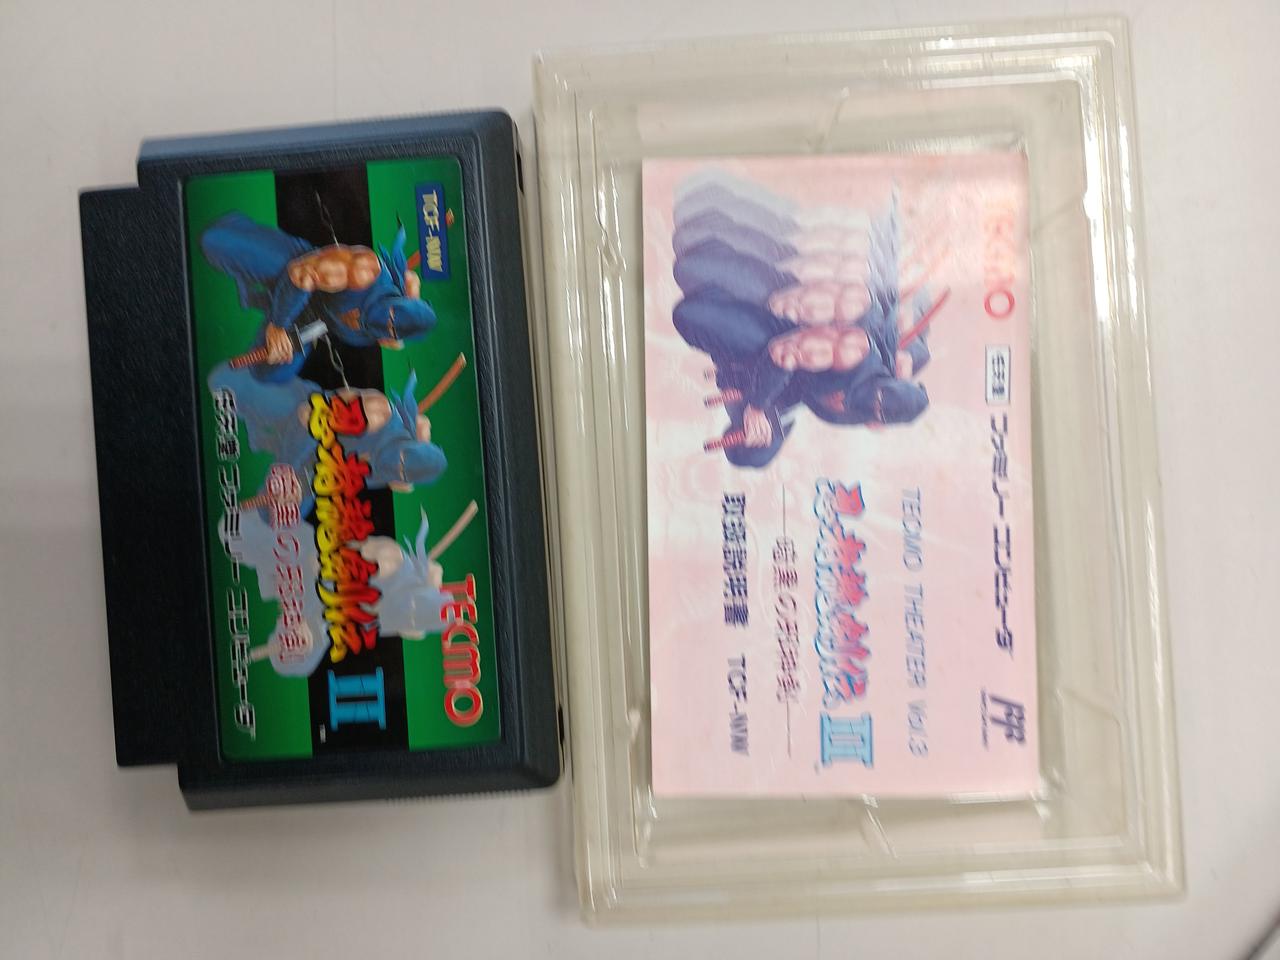 TECMO
TCF-NW
忍者龍剣伝 II
TM
暗黒の邪神剣
任天堂 ファミリー コンピュータ
TECMO
任天堂 ファミリー コンピュータ
TECMO THEATER Vol.3
忍者龍剣伝 II
—暗黒の邪神剣—
取扱説明書 TCF-NW